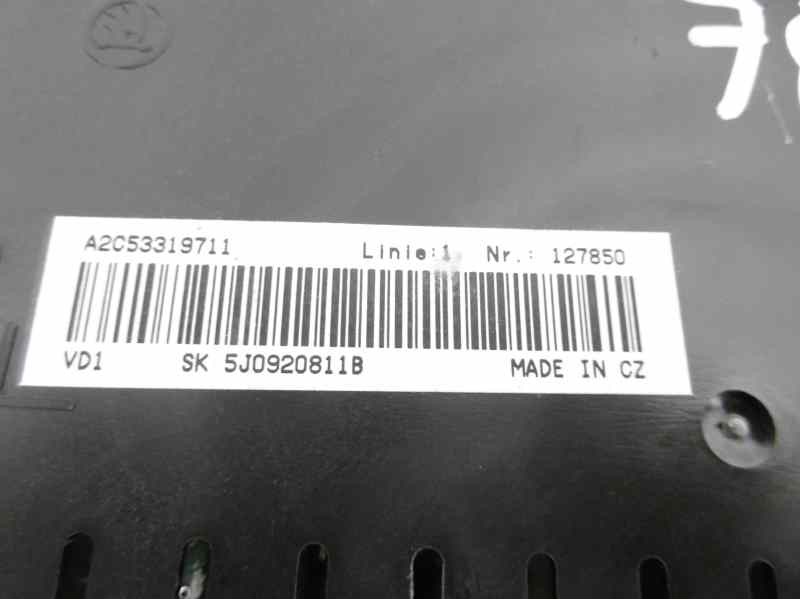 A2C53319711 Linie:1 Nr.: 127850
VD1 SK 5J0920811B MADE IN CZ